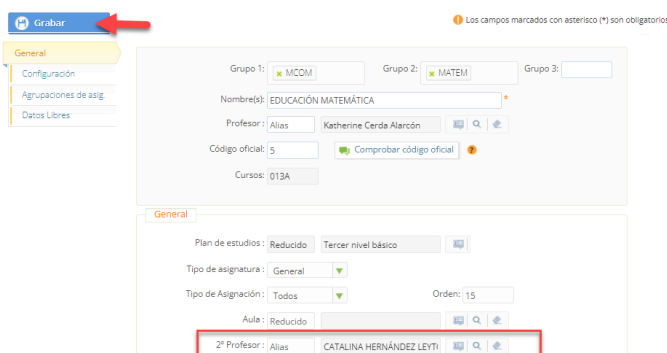 Grabar
Los campos marcados con asterisco (*) son obligatorios
General
Configuración
Agrupaciones de asig.
Datos Libres
Grupo 1: × MCOM Grupo 2: × MATEM Grupo 3:
Nombre(s): EDUCACIÓN MATEMÁTICA *
Profesor : Alias Katherine Cerda Alarcón
Código oficial: 5 Comprobar código oficial ?
Cursos: 013A
General
Plan de estudios : Reducido Tercer nivel básico
Tipo de asignatura : General
Tipo de Asignación : Todos Orden: 15
Aula : Reducido
2º Profesor : Alias CATALINA HERNÁNDEZ LEYT